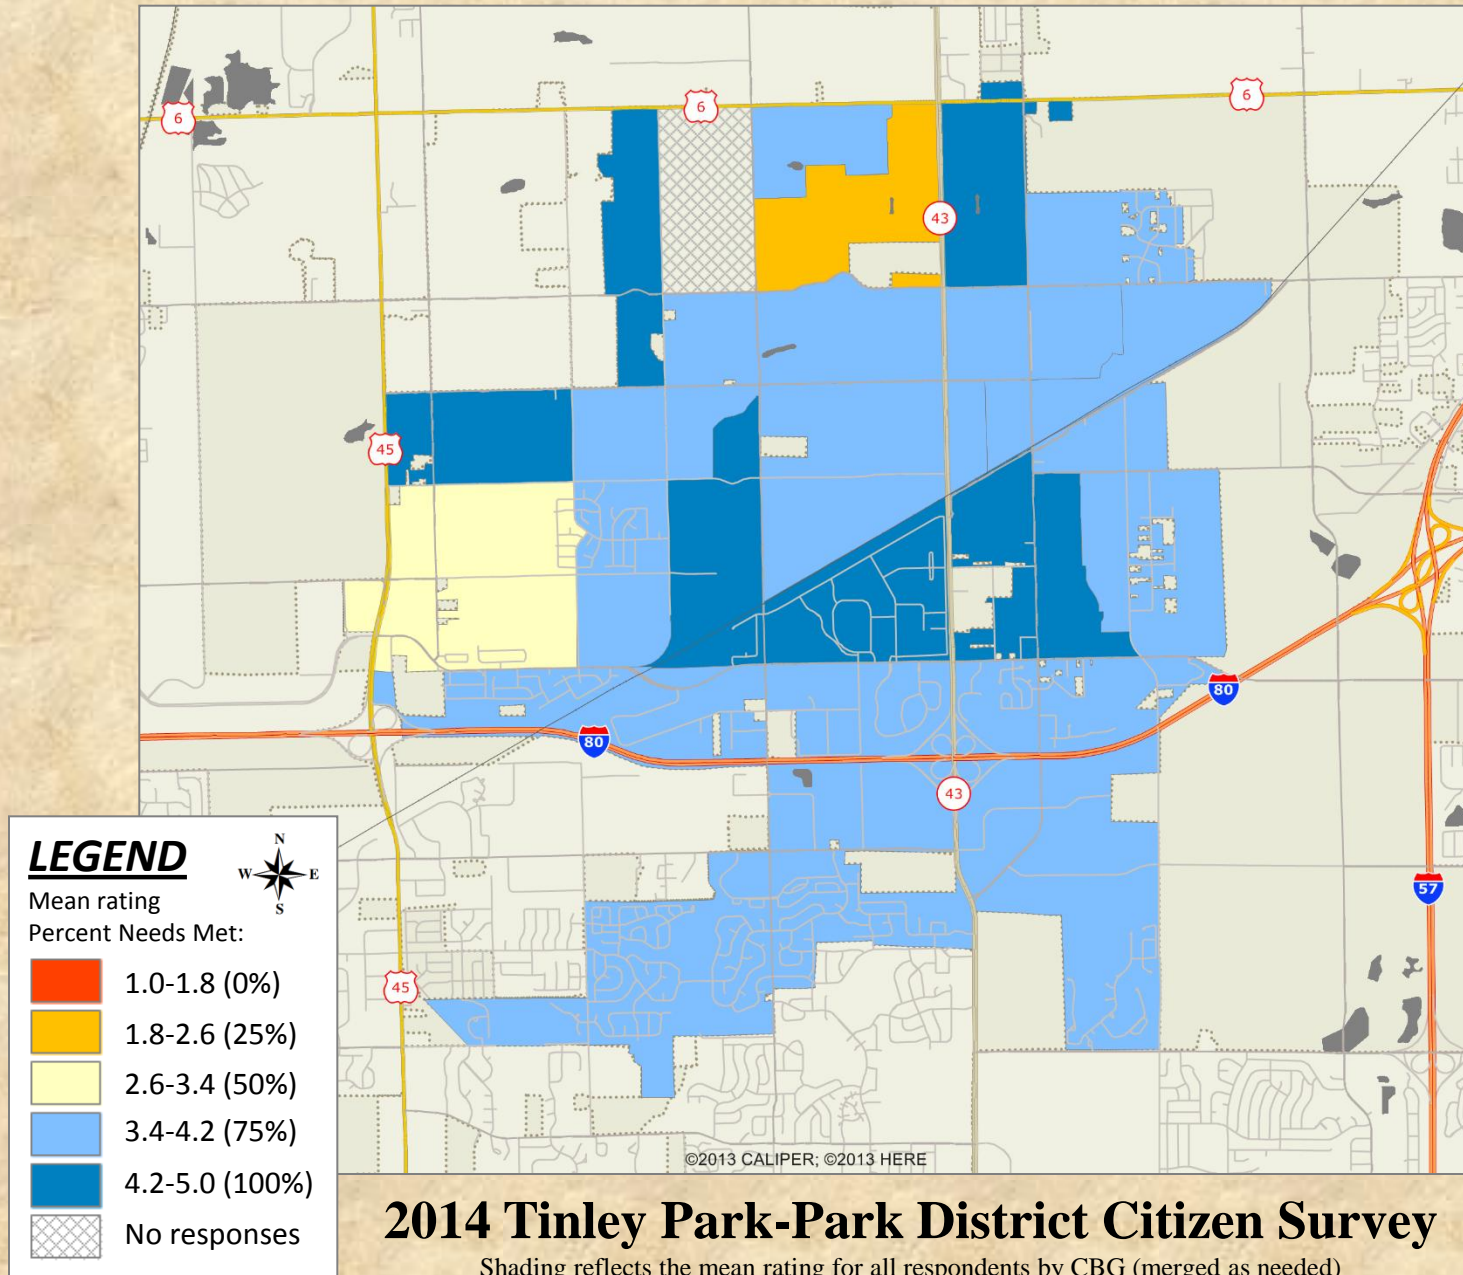 6
6
6
43
45
80
80
43
57
45
LEGEND
N
W E
S
Mean rating
Percent Needs Met:
1.0-1.8 (0%)
1.8-2.6 (25%)
2.6-3.4 (50%)
3.4-4.2 (75%)
4.2-5.0 (100%)
No responses
©2013 CALIPER; ©2013 HERE
2014 Tinley Park-Park District Citizen Survey
Shading reflects the mean rating for all respondents by CBG (merged as needed)